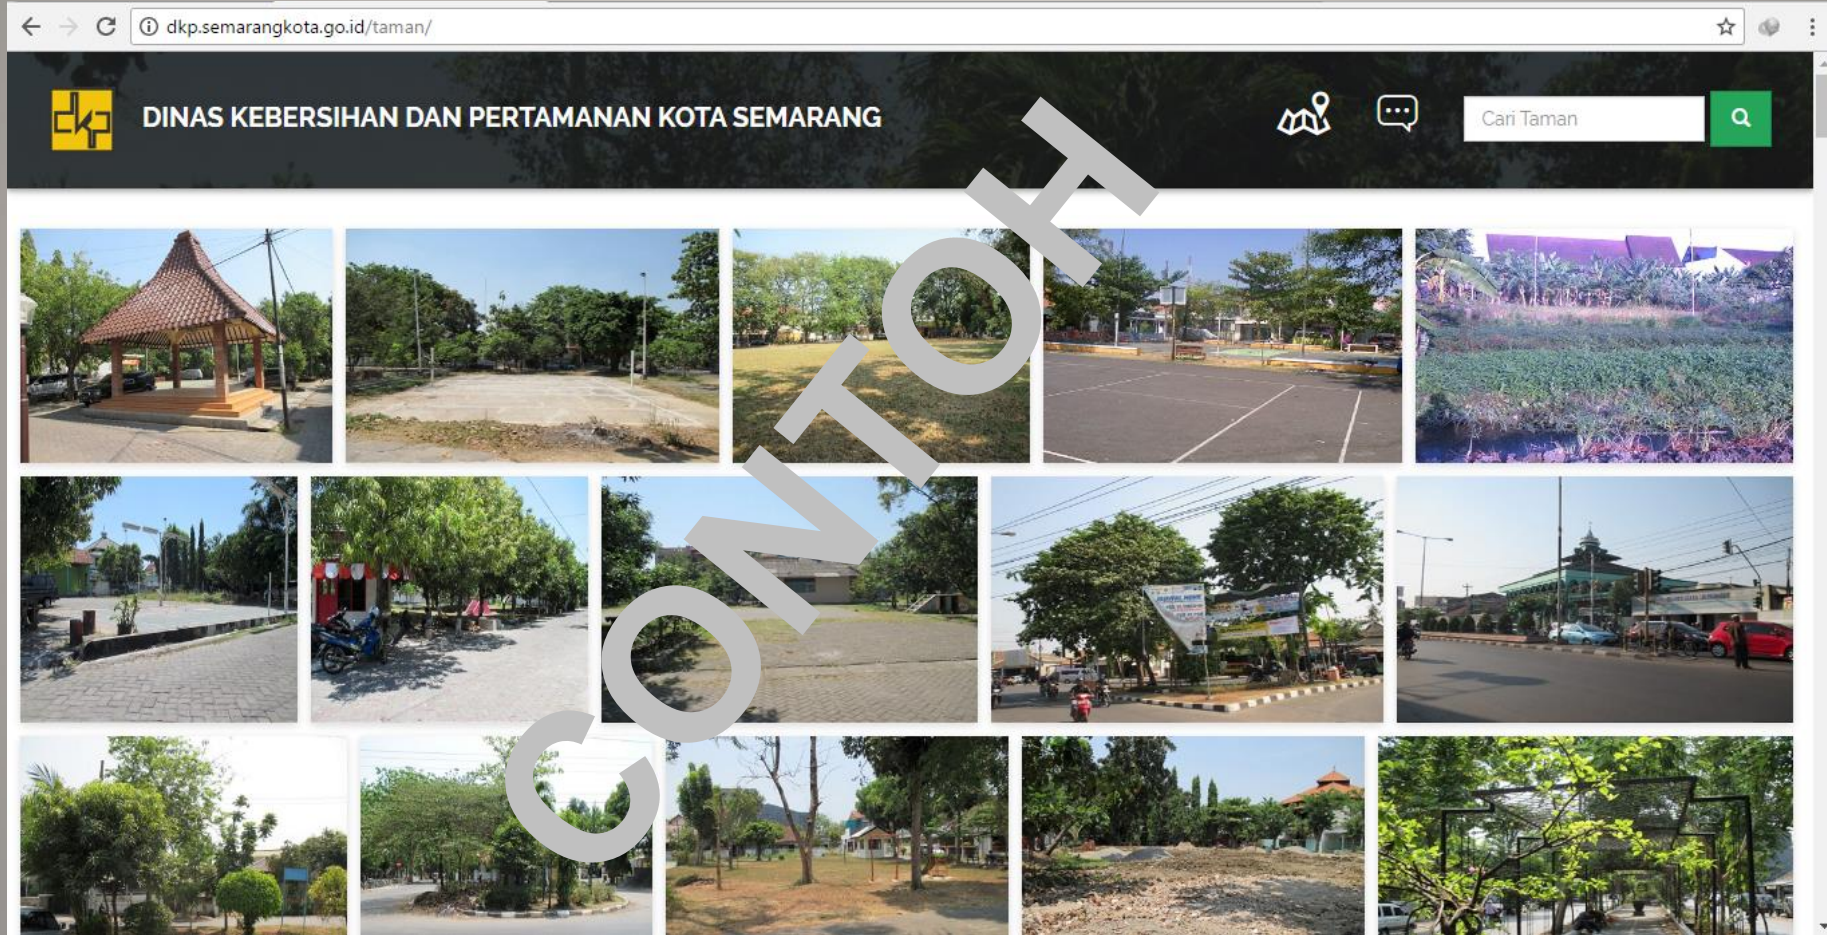 dkp.semarangkota.go.id/taman/
dkp
DINAS KEBERSIHAN DAN PERTAMANAN KOTA SEMARANG
Cari Taman
CONTOH